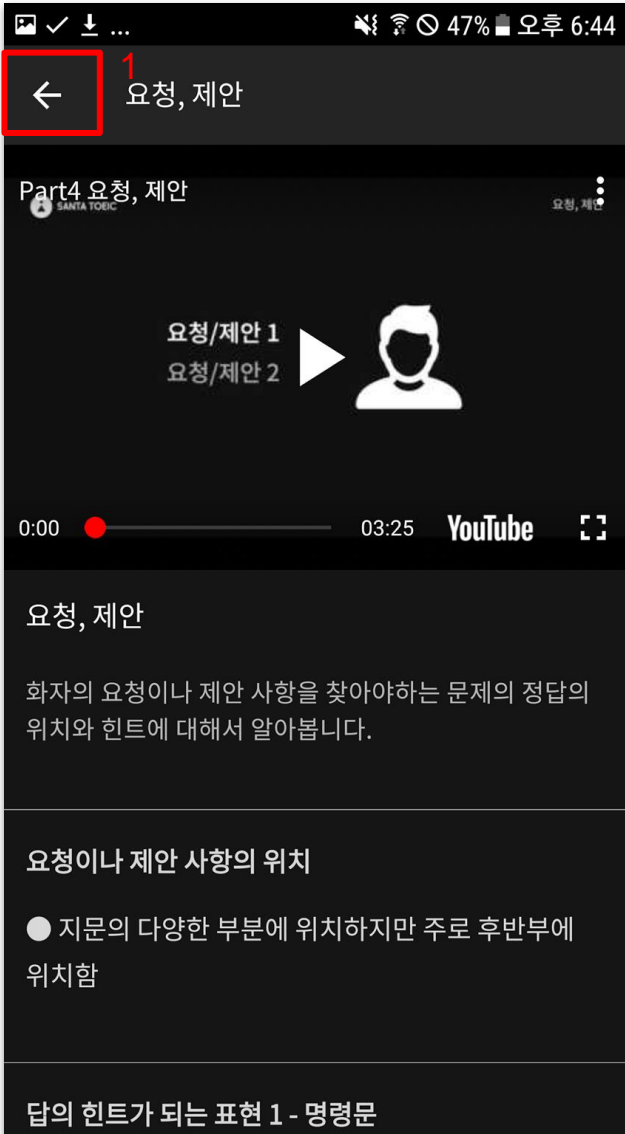 ... 47% 오후 6:44
1
요청, 제안
Part4 요청, 제안
SANTA TOEIC 요청, 제안
요청/제안 1
요청/제안 2
0:00 03:25 YouTube
요청, 제안
화자의 요청이나 제안 사항을 찾아야하는 문제의 정답의
위치와 힌트에 대해서 알아봅니다.
요청이나 제안 사항의 위치
● 지문의 다양한 부분에 위치하지만 주로 후반부에
위치함
답의 힌트가 되는 표현 1 - 명령문